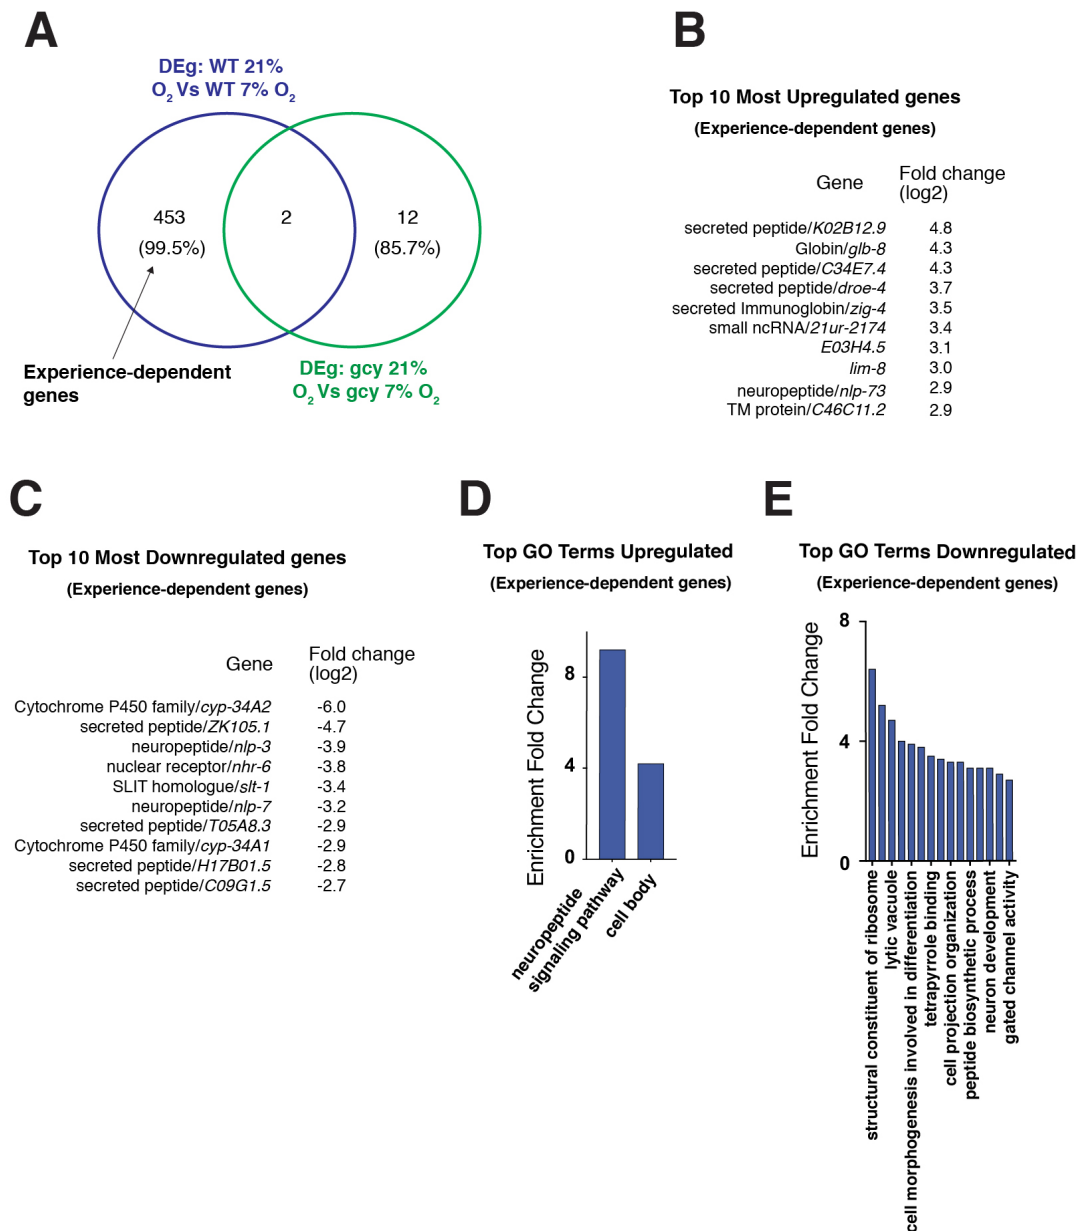 A
DEg: WT 21%
O2 Vs WT 7% O2
453
(99.5%)
2
12
(85.7%)
Experience-dependent
genes
DEg: gcy 21%
O2 Vs gcy 7% O2
B
Top 10 Most Upregulated genes
(Experience-dependent genes)
Gene
Fold change
(log2)
secreted peptide/K02B12.9 4.8
Globin/glb-8 4.3
secreted peptide/C34E7.4 4.3
secreted peptide/droe-4 3.7
secreted Immunoglobin/zig-4 3.5
small ncRNA/21ur-2174 3.4
E03H4.5 3.1
lim-8 3.0
neuropeptide/nlp-73 2.9
TM protein/C46C11.2 2.9
C
Top 10 Most Downregulated genes
(Experience-dependent genes)
Gene
Fold change
(log2)
Cytochrome P450 family/cyp-34A2 -6.0
secreted peptide/ZK105.1 -4.7
neuropeptide/nlp-3 -3.9
nuclear receptor/nhr-6 -3.8
SLIT homologue/slt-1 -3.4
neuropeptide/nlp-7 -3.2
secreted peptide/T05A8.3 -2.9
Cytochrome P450 family/cyp-34A1 -2.9
secreted peptide/H17B01.5 -2.8
secreted peptide/C09G1.5 -2.7
D
Top GO Terms Upregulated
(Experience-dependent genes)
Enrichment Fold Change
8
4
0
neuropeptide
signaling pathway
cell body
E
Top GO Terms Downregulated
(Experience-dependent genes)
Enrichment Fold Change
8
4
0
structural constituent of ribosome
lytic vacuole
cell morphogenesis involved in differentiation
tetrapyrrole binding
cell projection organization
peptide biosynthetic process
neuron development
gated channel activity